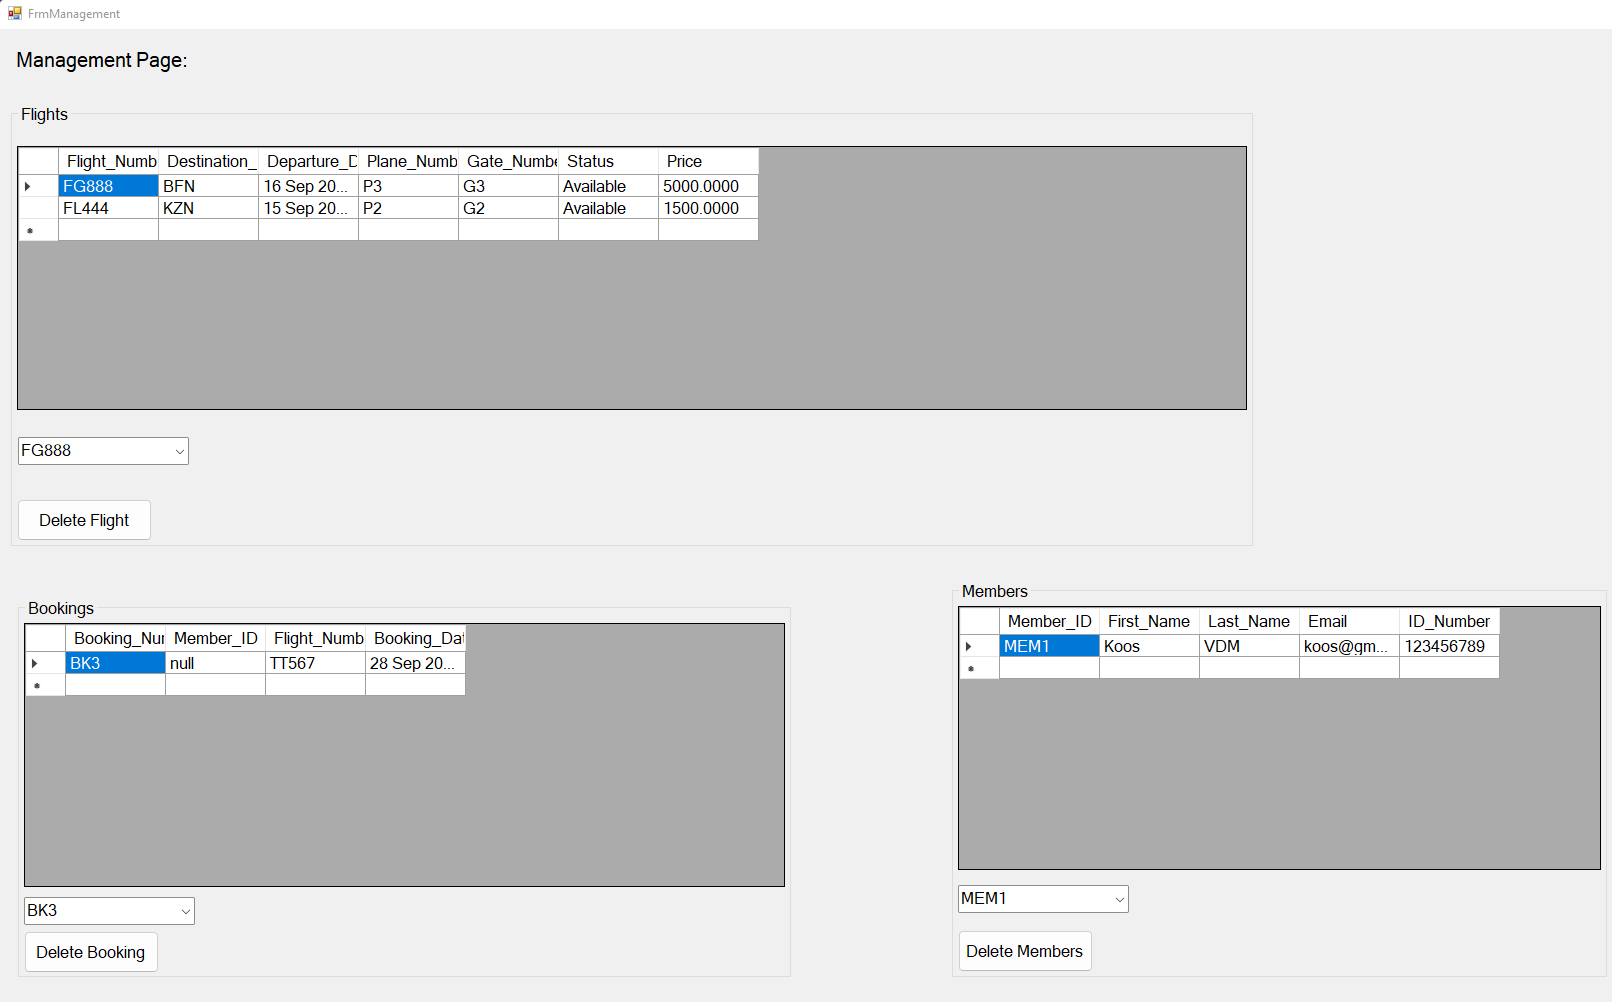 FrmManagement
Management Page:
Flights
Flight_Numb Destination_ Departure_D Plane_Numb Gate_Numbe Status Price
FG888 BFN 16 Sep 20... P3 G3 Available 5000.0000
FL444 KZN 15 Sep 20... P2 G2 Available 1500.0000
FG888
Delete Flight
Bookings
Booking_Nur Member_ID Flight_Numb Booking_Dat
BK3 null TT567 28 Sep 20...
BK3
Delete Booking
Members
Member_ID First_Name Last_Name Email ID_Number
MEM1 Koos VDM koos@gm... 123456789
MEM1
Delete Members